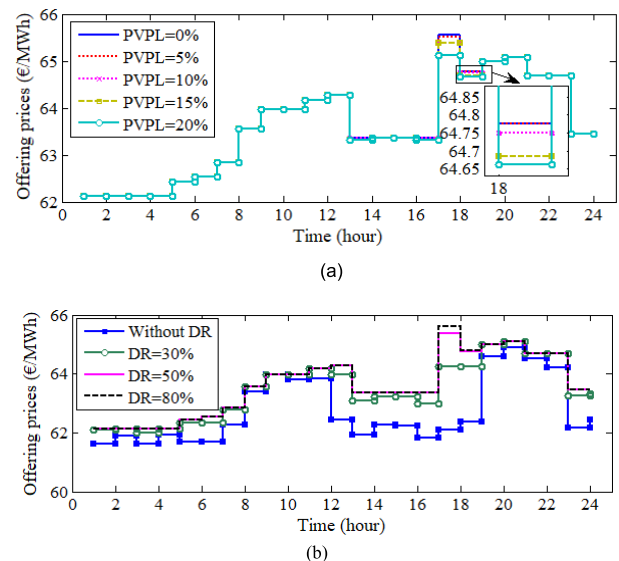 66
65
64
63
62
Offering prices (€/MWh)
PVPL=0%
PVPL=5%
PVPL=10%
PVPL=15%
PVPL=20%
64.85
64.8
64.75
64.7
64.65
18
0 2 4 6 8 10 12 14 16 18 20 22 24
Time (hour)
(a)
66
64
62
60
Offering prices (€/MWh)
Without DR
DR=30%
DR=50%
DR=80%
0 2 4 6 8 10 12 14 16 18 20 22 24
Time (hour)
(b)